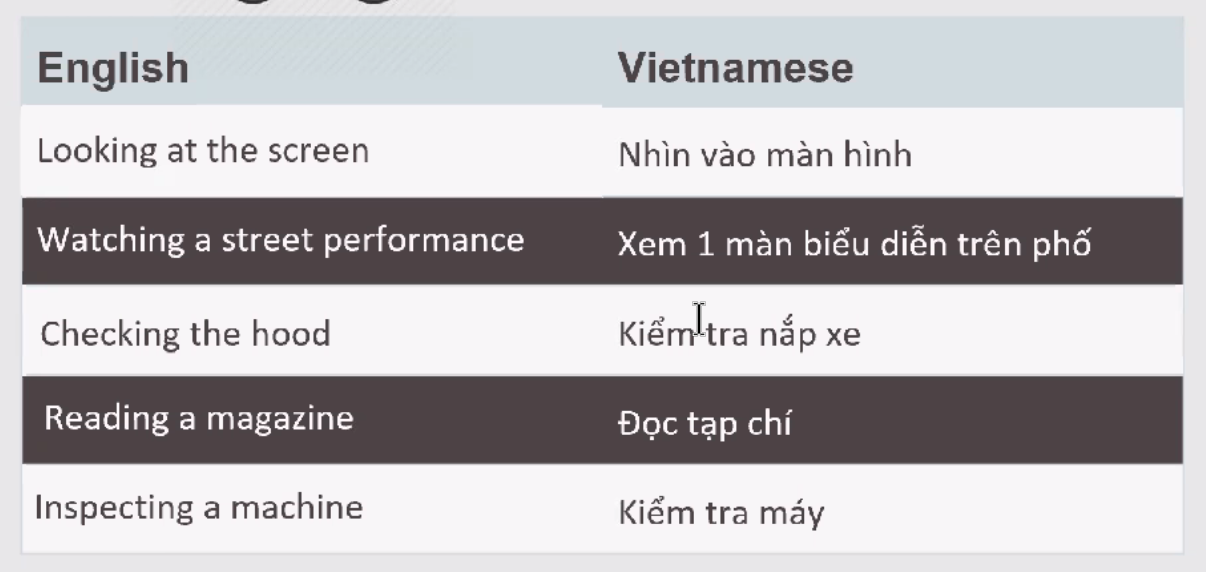 English Vietnamese
Looking at the screen Nhìn vào màn hình
Watching a street performance Xem 1 màn biểu diễn trên phố
Checking the hood Kiểm tra nắp xe
Reading a magazine Đọc tạp chí
Inspecting a machine Kiểm tra máy